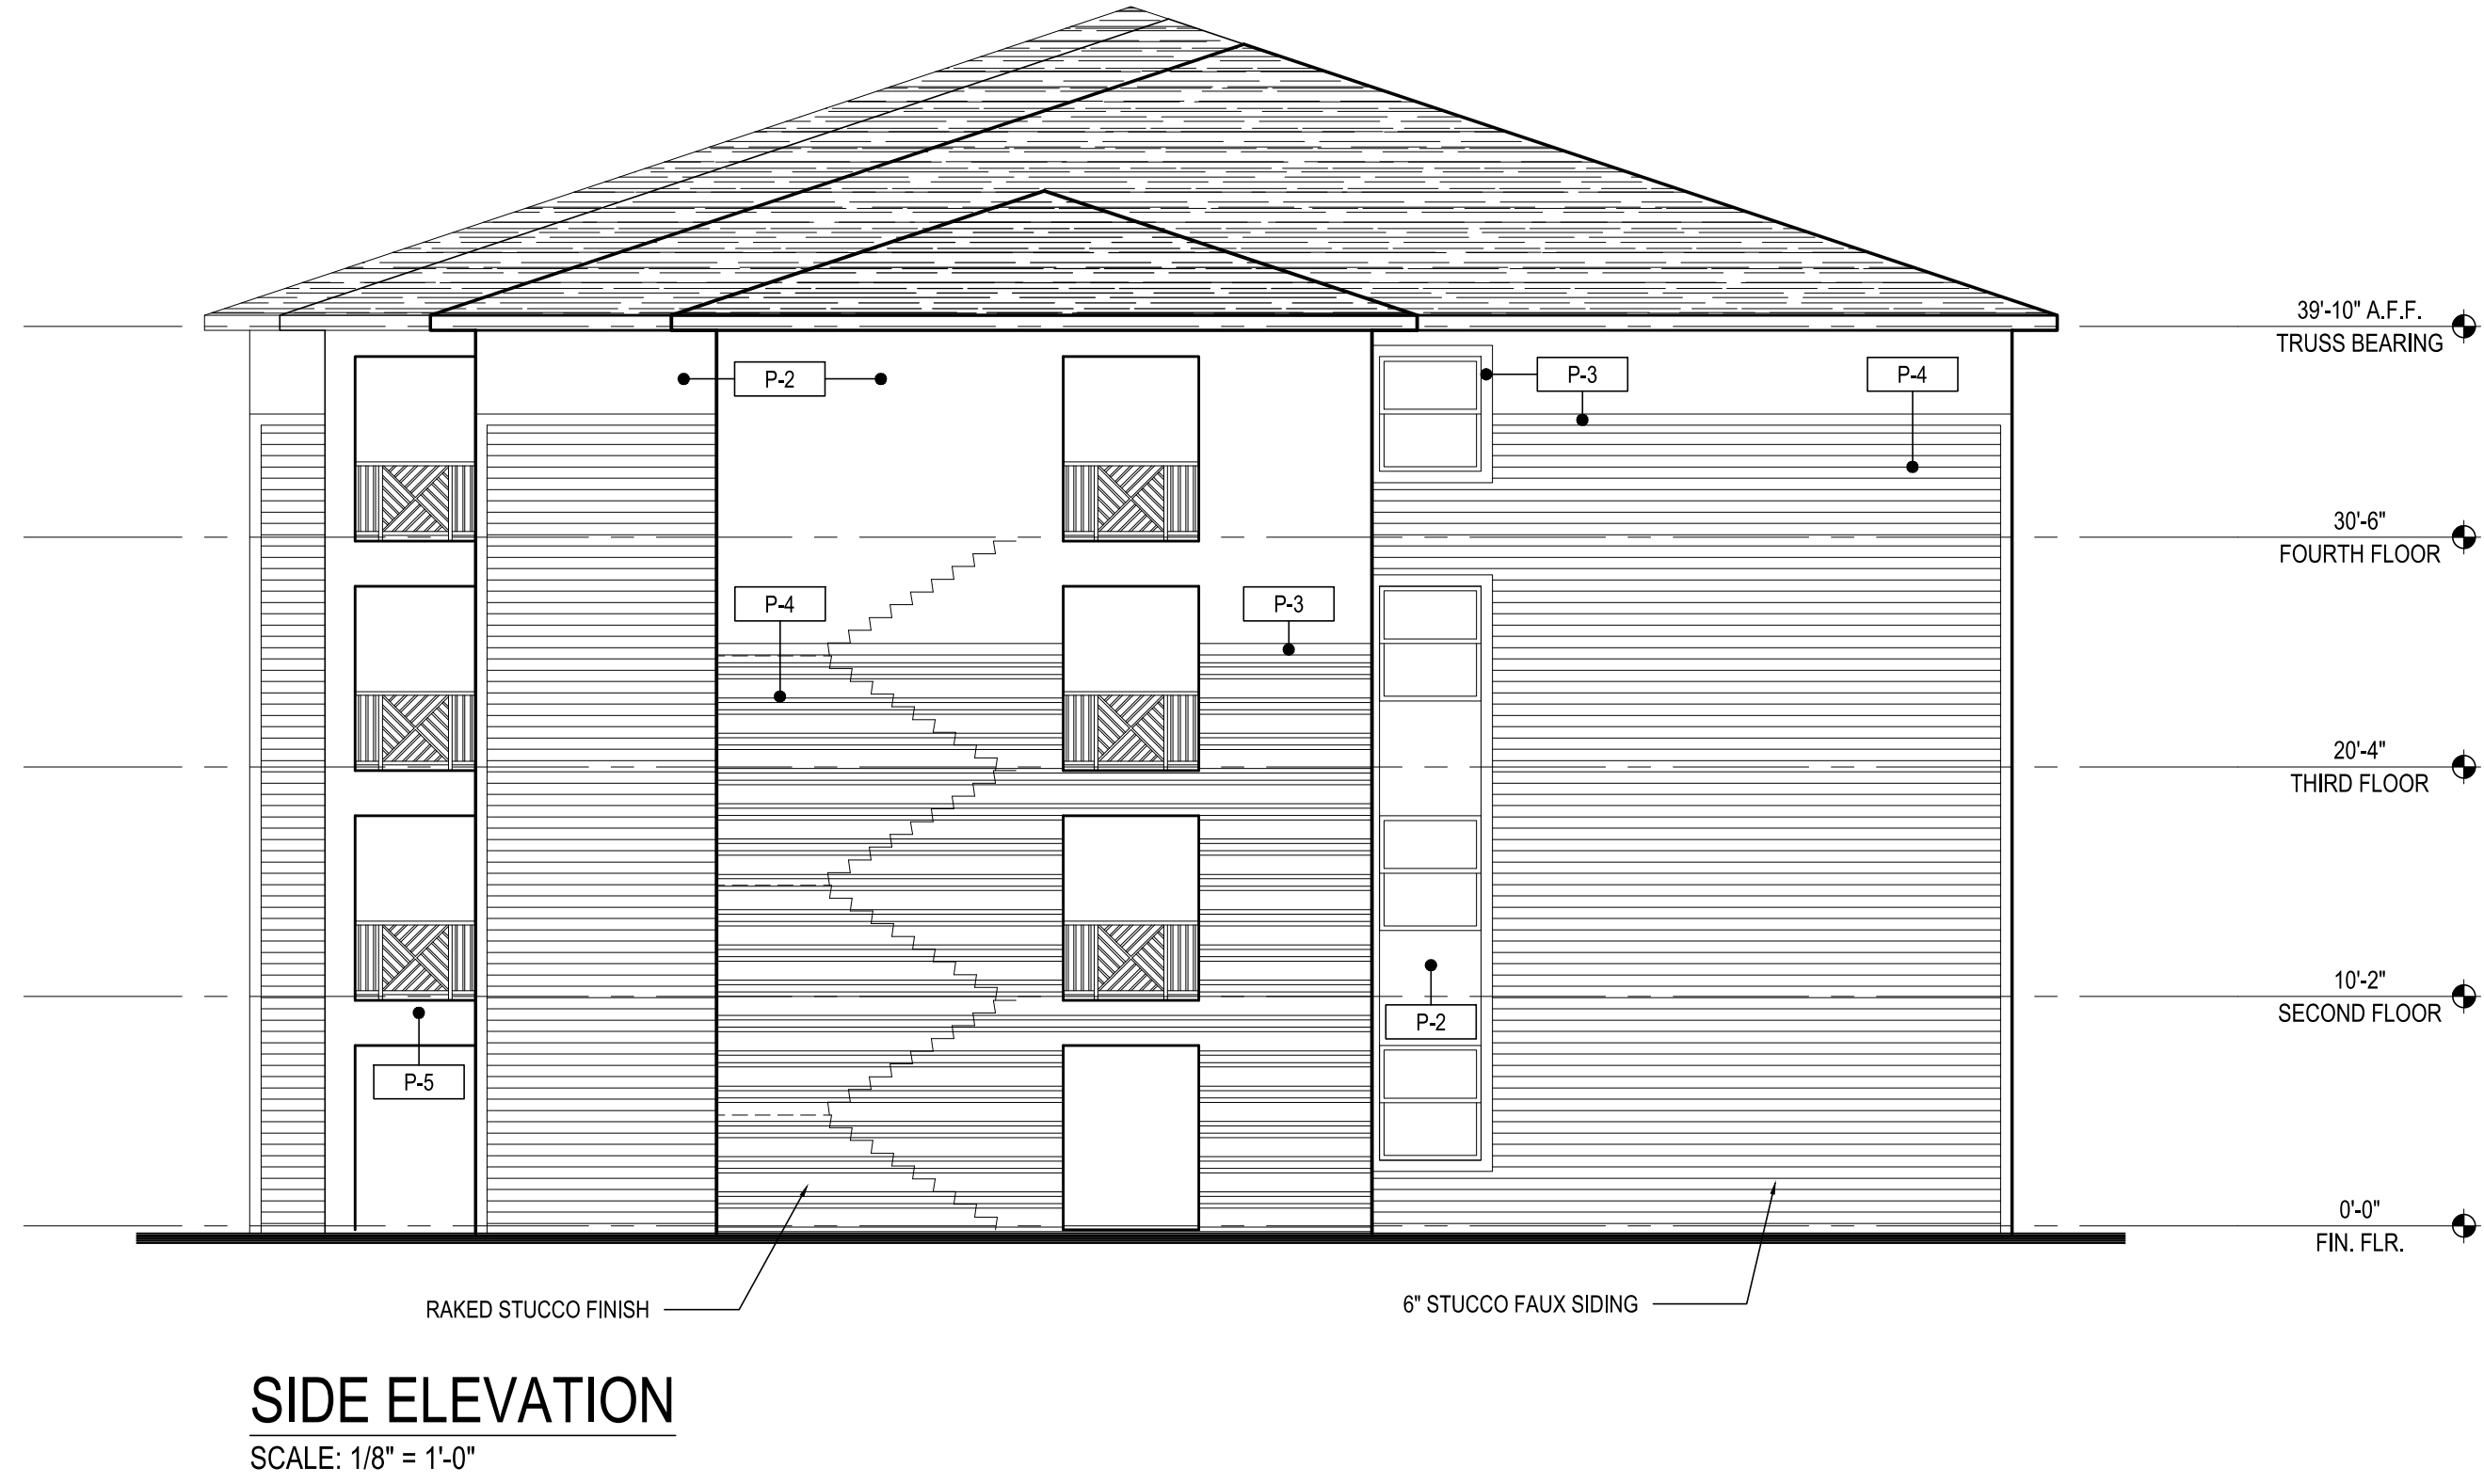 39'-10" A.F.F.
TRUSS BEARING
P-2
P-3
P-4
30'-6"
FOURTH FLOOR
P-4
P-3
20'-4"
THIRD FLOOR
10'-2"
SECOND FLOOR
P-2
P-5
0'-0"
FIN. FLR.
RAKED STUCCO FINISH
6" STUCCO FAUX SIDING
SIDE ELEVATION
SCALE: 1/8" = 1'-0"